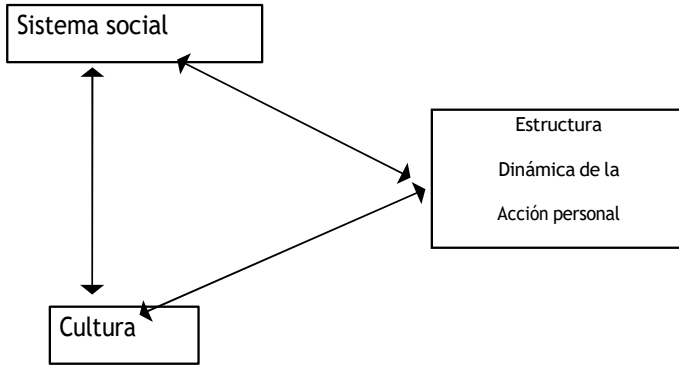 Sistema social
Estructura
Dinámica de la
Acción personal
Cultura